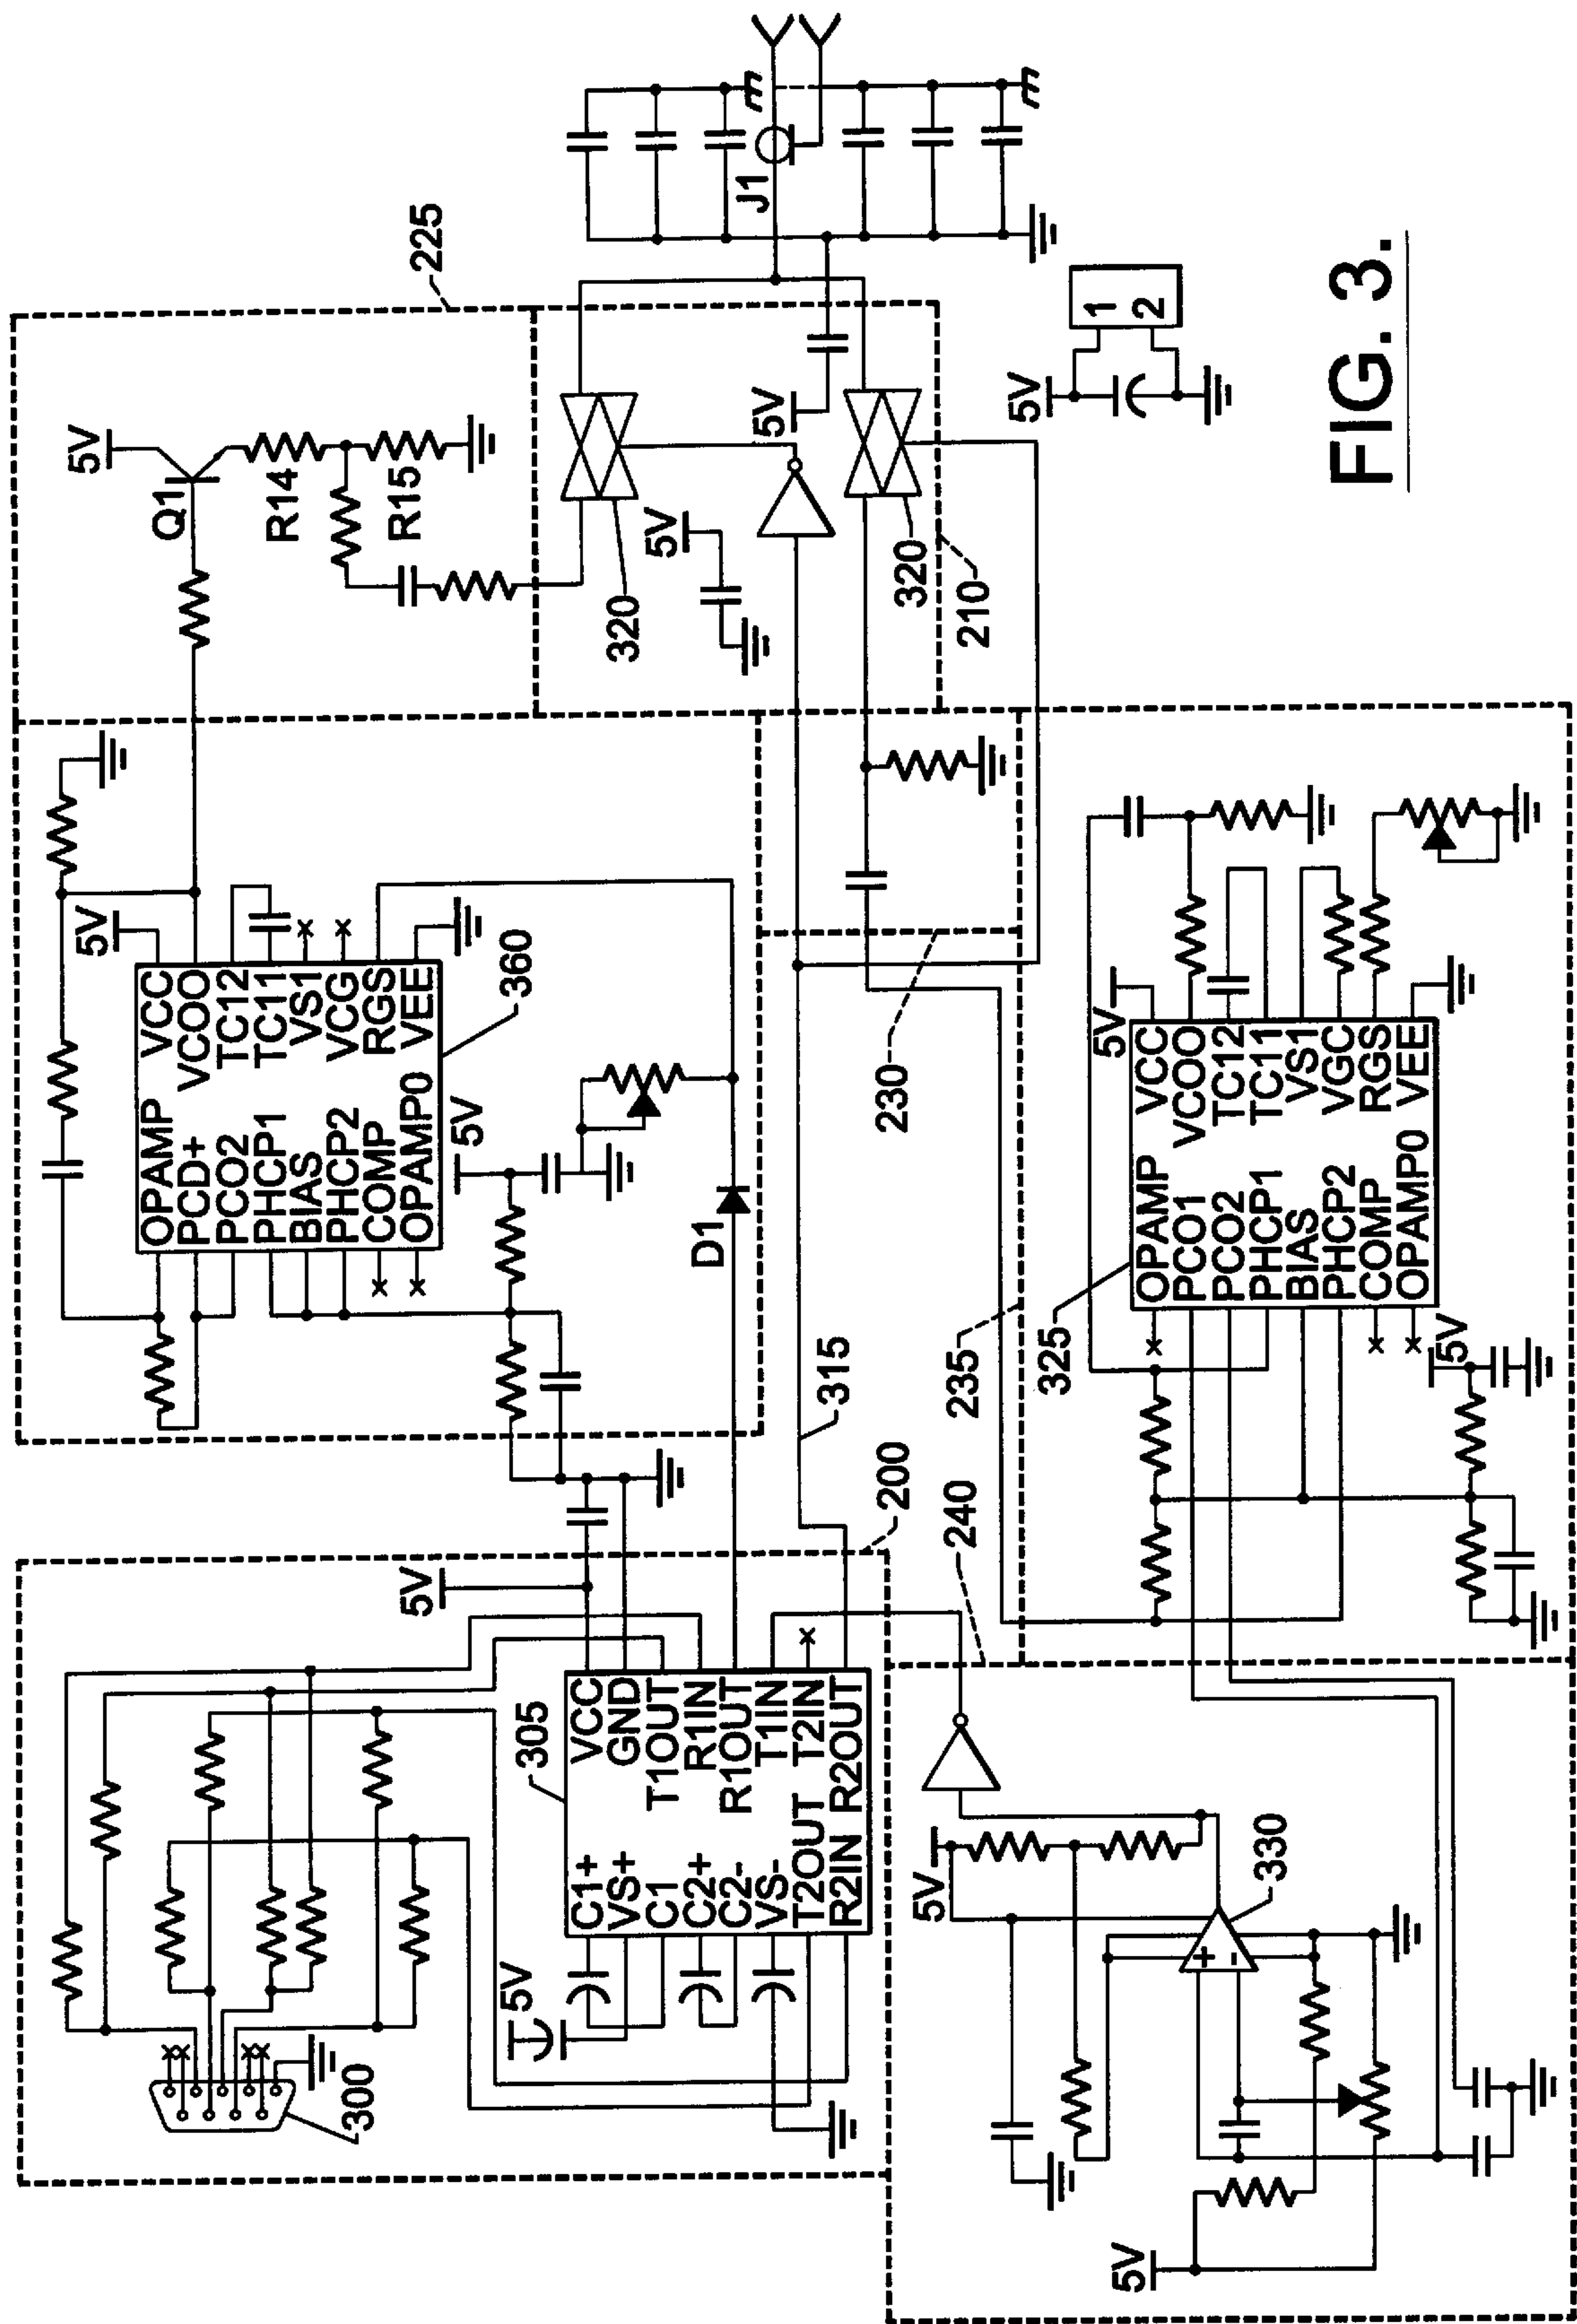 225
5V
Q1
R14
R15
J1
320
5V
5V
320
210
5V
1
2
FIG. 3.
5V
OPAMP VCC
PCD+ VCOO
PCO2 TC12
PHCP1 TC11
BIAS VS1
PHCP2 VCG
COMP RGS
OPAMP0 VEE
360
5V
D1
315
230
235
5V
OPAMP VCC
PCO1 VCOO
PCO2 TC12
PHCP1 TC11
BIAS VS1
PHCP2 VGC
COMP RGS
OPAMP0 VEE
325
5V
300
5V
5V
305
C1+ VCC
VS+ GND
C1 T1OUT
C2+ R1IN
C2- R1OUT
VS- T1IN
T2OUT T2IN
R2IN R2OUT
200
240
5V
+
-
330
5V